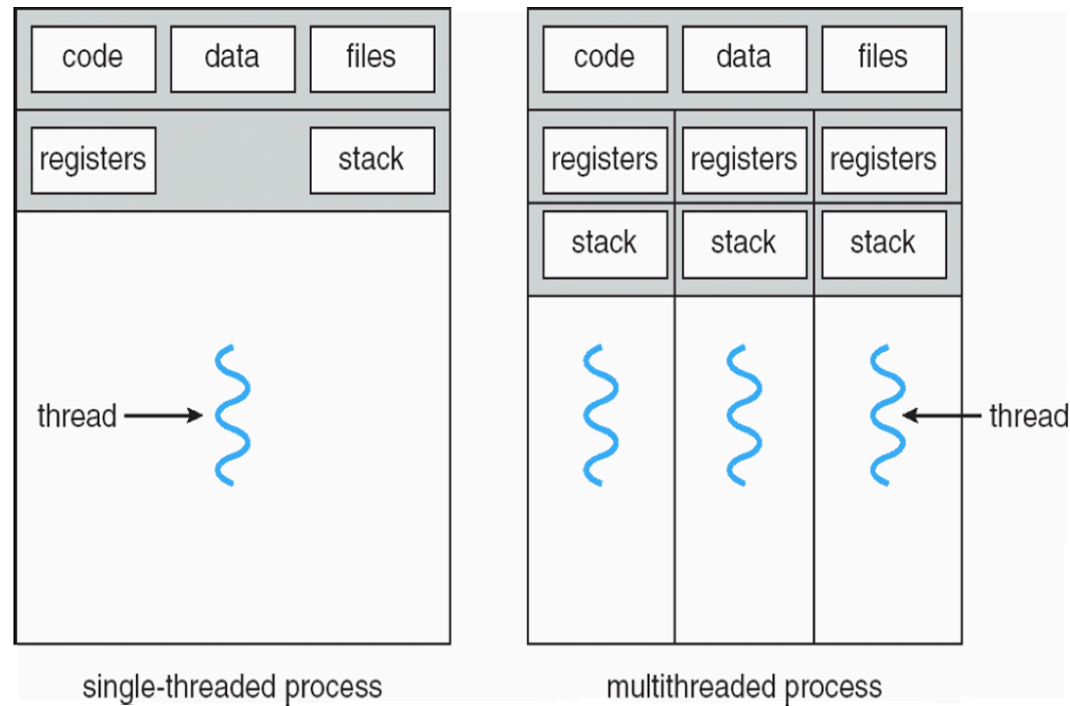 code data files code data files
registers stack registers registers registers
stack stack stack
thread thread
single-threaded process multithreaded process